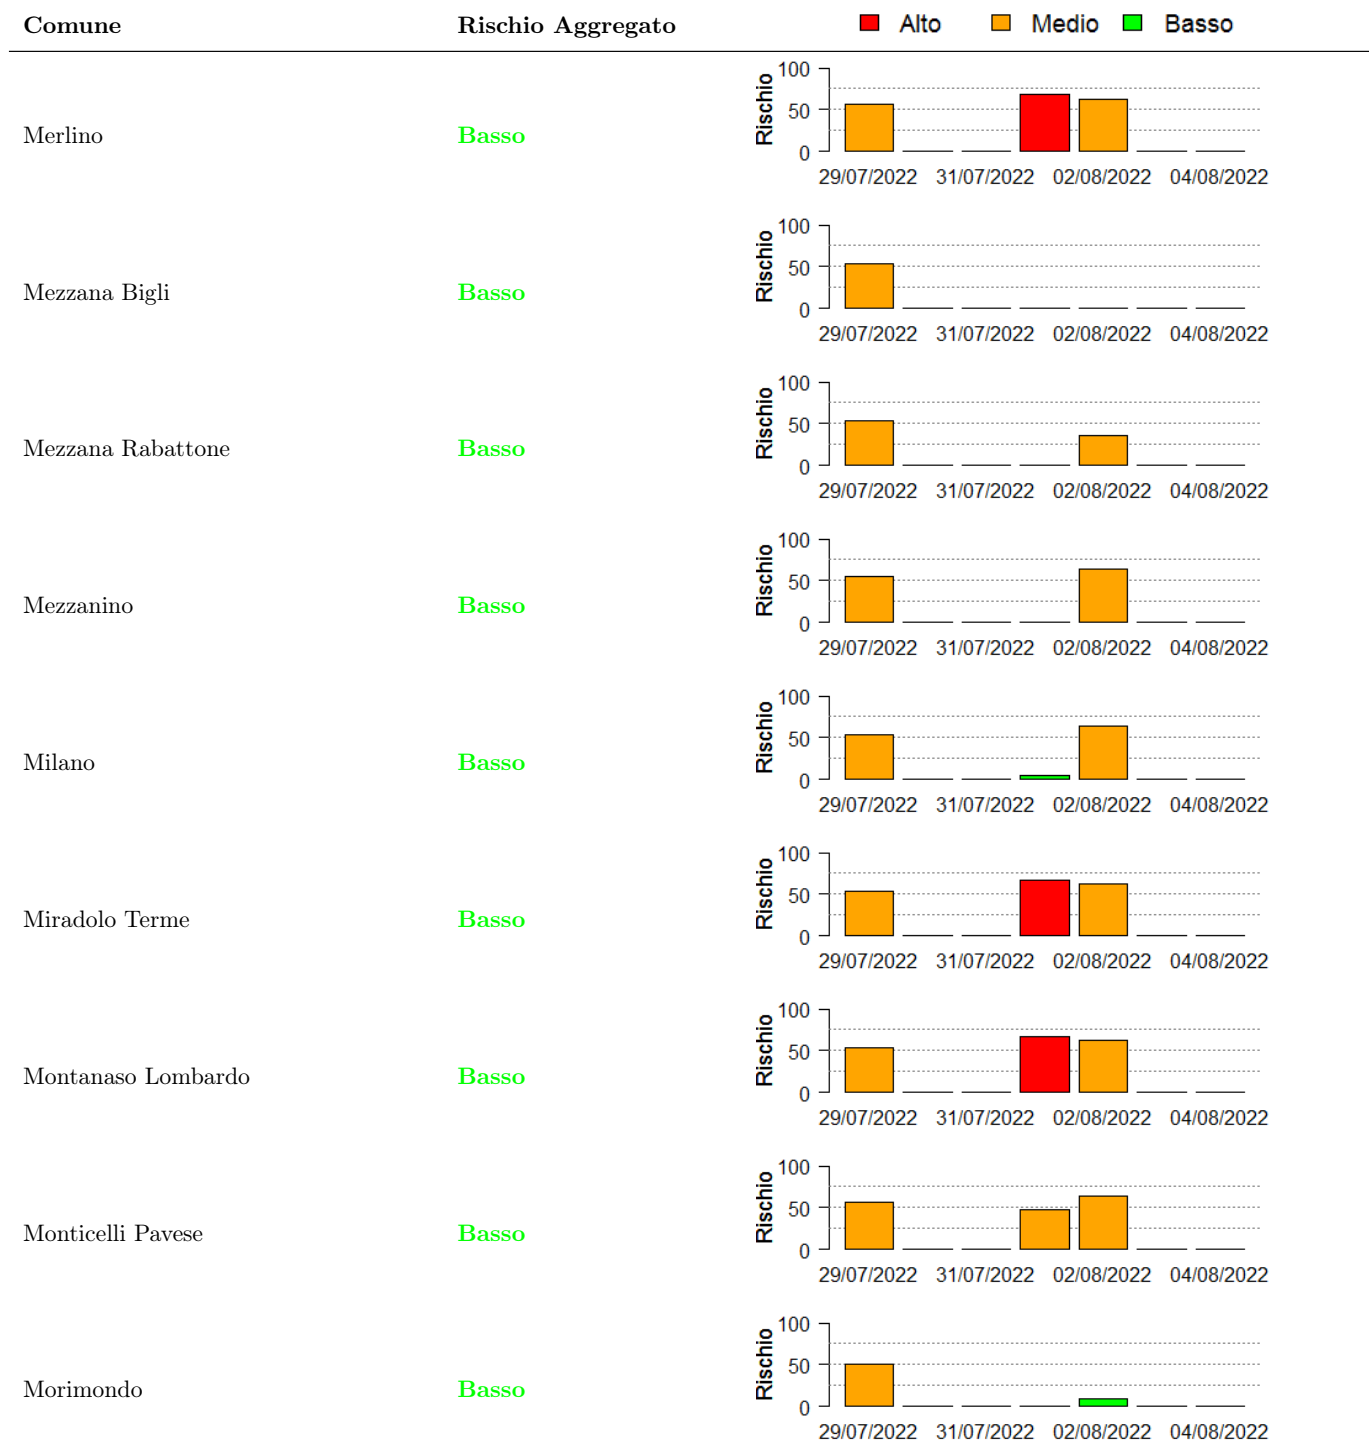 Comune Rischio Aggregato Alto Medio Basso
100
50
0
Rischio
Merlino Basso
29/07/2022 31/07/2022 02/08/2022 04/08/2022
100
50
0
Rischio
Mezzana Bigli Basso
29/07/2022 31/07/2022 02/08/2022 04/08/2022
100
50
0
Rischio
Mezzana Rabattone Basso
29/07/2022 31/07/2022 02/08/2022 04/08/2022
100
50
0
Rischio
Mezzanino Basso
29/07/2022 31/07/2022 02/08/2022 04/08/2022
100
50
0
Rischio
Milano Basso
29/07/2022 31/07/2022 02/08/2022 04/08/2022
100
50
0
Rischio
Miradolo Terme Basso
29/07/2022 31/07/2022 02/08/2022 04/08/2022
100
50
0
Rischio
Montanaso Lombardo Basso
29/07/2022 31/07/2022 02/08/2022 04/08/2022
100
50
0
Rischio
Monticelli Pavese Basso
29/07/2022 31/07/2022 02/08/2022 04/08/2022
100
50
0
Rischio
Morimondo Basso
29/07/2022 31/07/2022 02/08/2022 04/08/2022